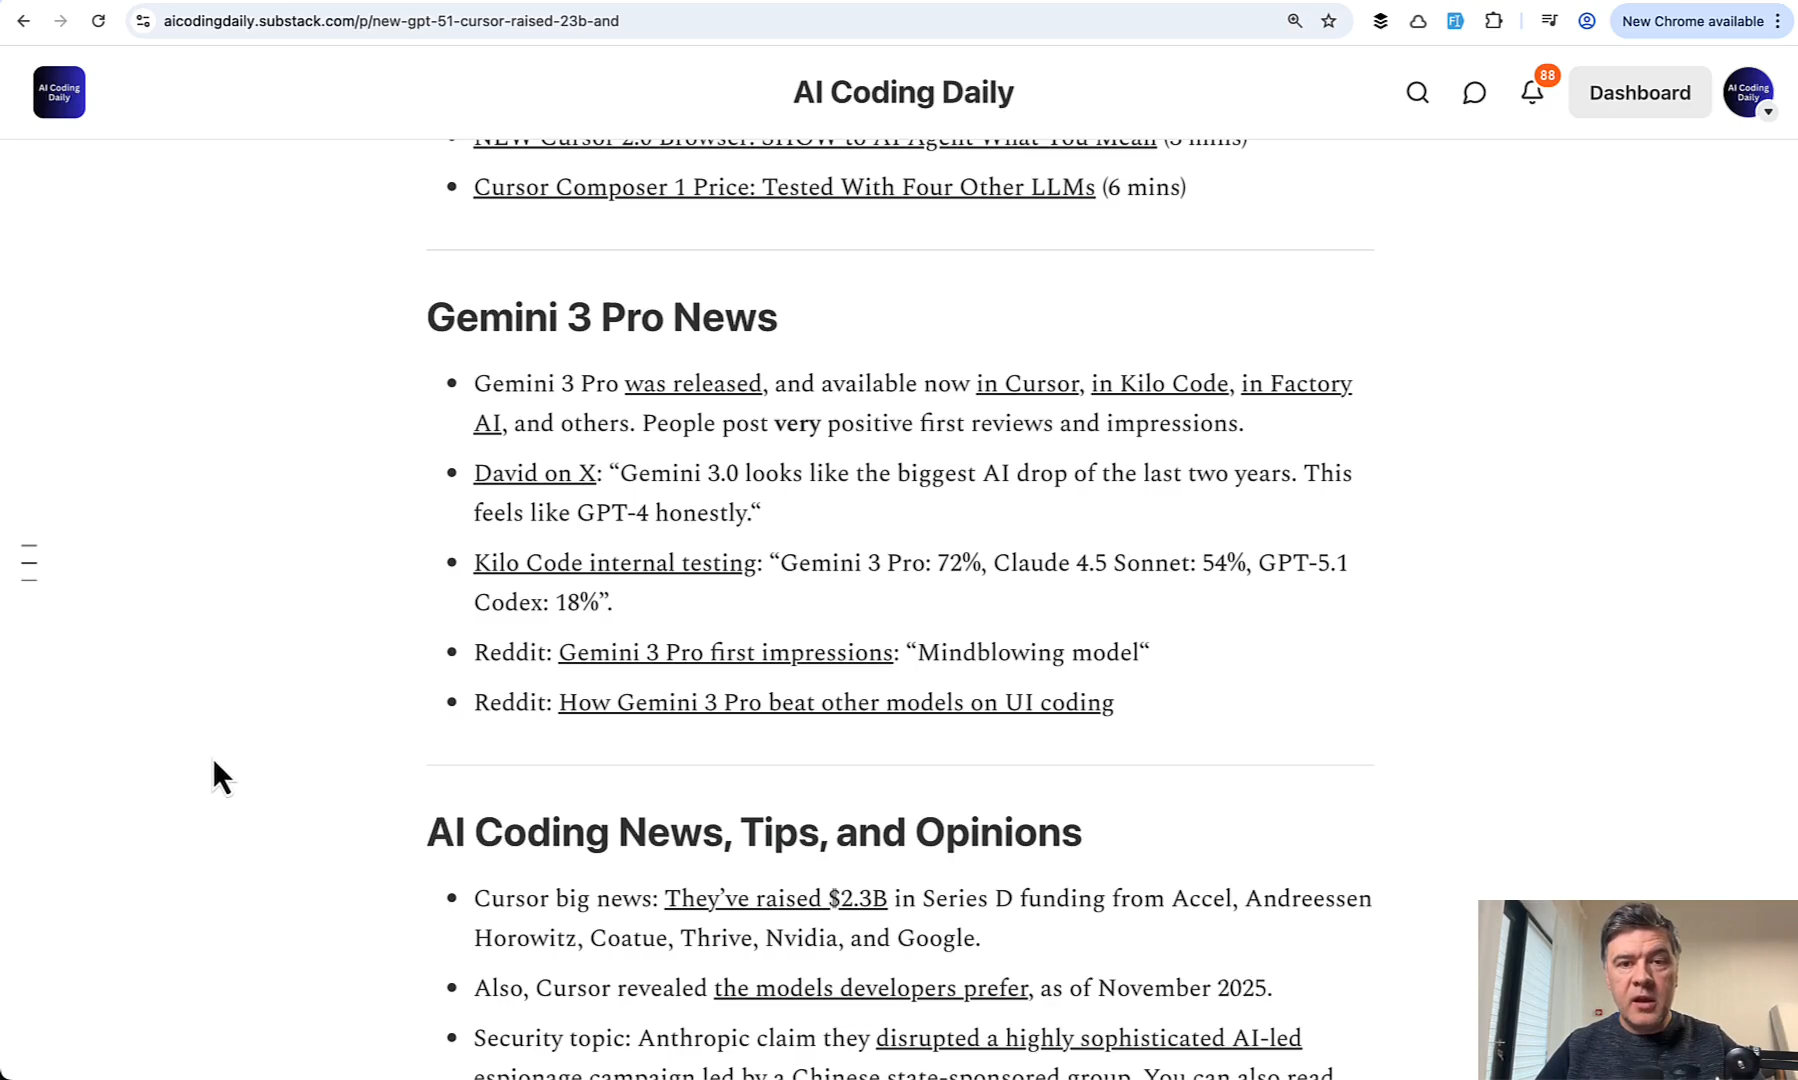 aicodingdaily.substack.com/p/new-gpt-51-cursor-raised-23b-and
New Chrome available
AI Coding
Daily
AI Coding Daily
88
Dashboard
AI Coding
Daily
NEW Cursor 2.0 Browser: SHOW to AI Agent What You Mean (5 mins)
Cursor Composer 1 Price: Tested With Four Other LLMs (6 mins)
Gemini 3 Pro News
Gemini 3 Pro was released, and available now in Cursor, in Kilo Code, in Factory
AI, and others. People post very positive first reviews and impressions.
David on X: “Gemini 3.0 looks like the biggest AI drop of the last two years. This
feels like GPT-4 honestly.“
Kilo Code internal testing: “Gemini 3 Pro: 72%, Claude 4.5 Sonnet: 54%, GPT-5.1
Codex: 18%”.
Reddit: Gemini 3 Pro first impressions: “Mindblowing model“
Reddit: How Gemini 3 Pro beat other models on UI coding
AI Coding News, Tips, and Opinions
Cursor big news: They’ve raised $2.3B in Series D funding from Accel, Andreessen
Horowitz, Coatue, Thrive, Nvidia, and Google.
Also, Cursor revealed the models developers prefer, as of November 2025.
Security topic: Anthropic claim they disrupted a highly sophisticated AI-led
espionage campaign led by a Chinese state-sponsored group. You can also read